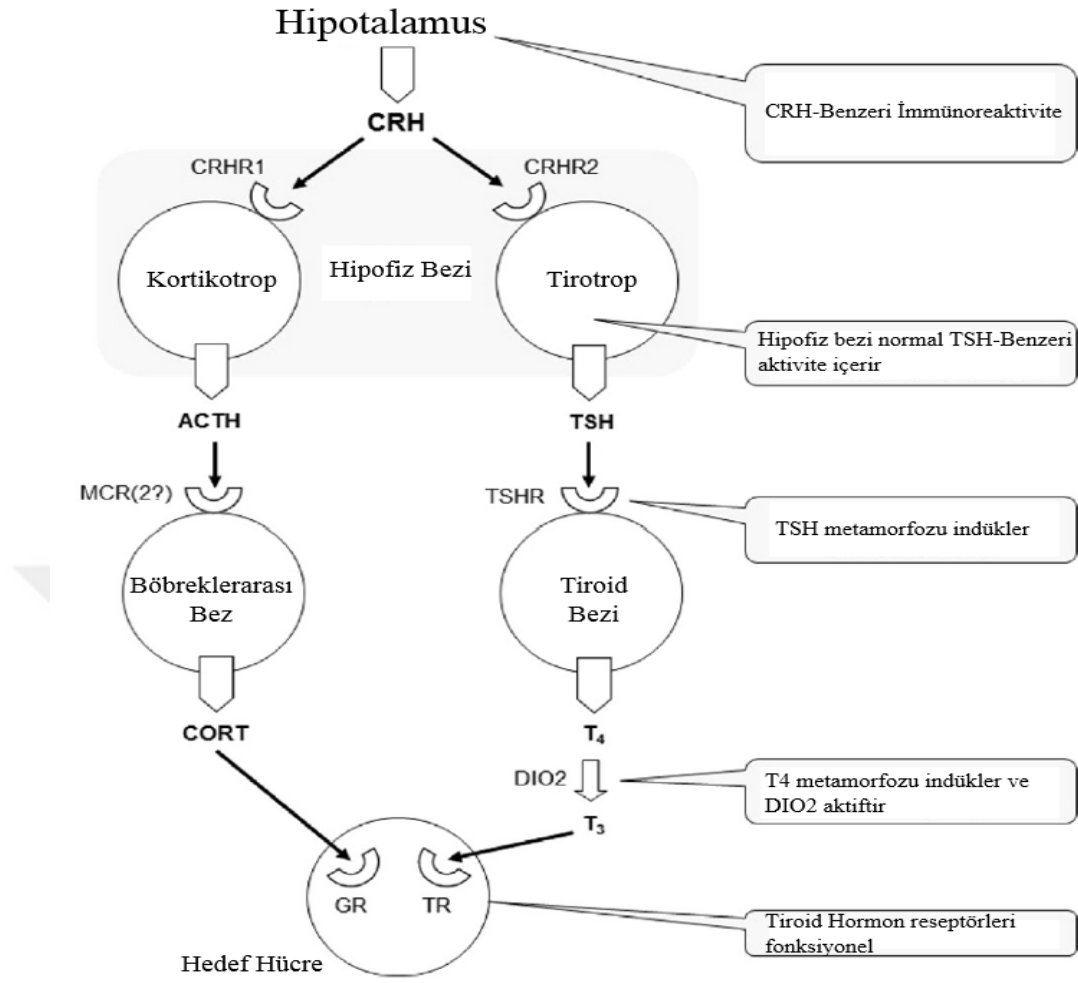 Hipotalamus
CRH-Benzeri İmmünoreaktivite
CRH
CRHR1
CRHR2
Kortikotrop
Hipofiz Bezi
Tirotrop
Hipofiz bezi normal TSH-Benzeri
aktivite içerir
ACTH
TSH
MCR(2?)
TSHR
TSH metamorfozu indükler
Böbreklerarası
Bez
Tiroid
Bezi
CORT
T₄
DIO2
T4 metamorfozu indükler ve
DIO2 aktiftir
T₃
GR
TR
Tiroid Hormon reseptörleri
fonksiyonel
Hedef Hücre